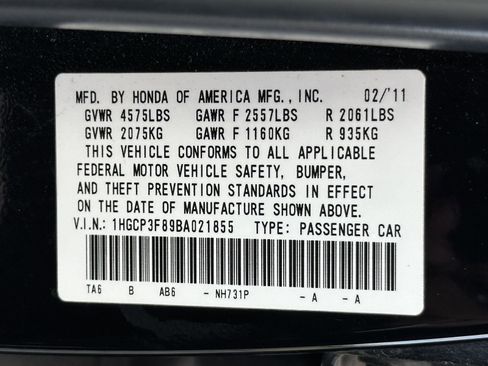 MFD. BY HONDA OF AMERICA MFG., INC. 02/'11
GVWR 4575LBS GAWR F 2557LBS R 2061LBS
GVWR 2075KG GAWR F 1160KG R 935KG
THIS VEHICLE CONFORMS TO ALL APPLICABLE
FEDERAL MOTOR VEHICLE SAFETY, BUMPER,
AND THEFT PREVENTION STANDARDS IN EFFECT
ON THE DATE OF MANUFACTURE SHOWN ABOVE.
V.I.N.: 1HGCP3F89BA021855 TYPE: PASSENGER CAR
TA6 B AB6 - NH731P - A - A